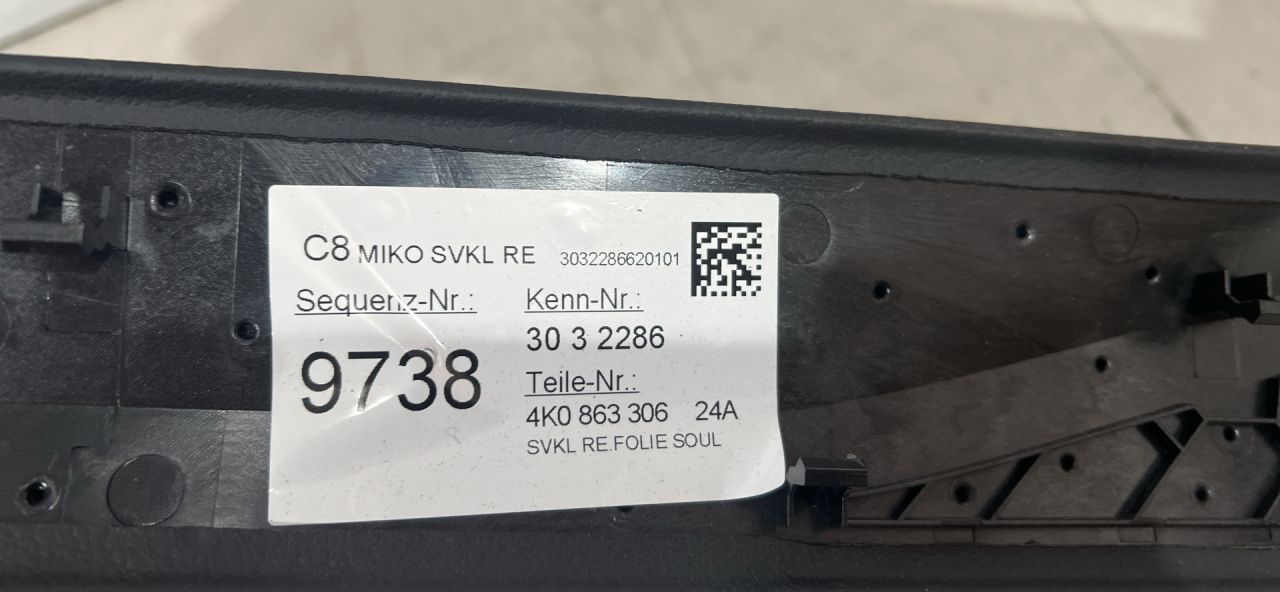 C8 MIKO SVKL RE 3032286620101
Sequenz-Nr.: Kenn-Nr.:
30 3 2286
9738
Teile-Nr.:
4K0 863 306 24A
SVKL RE.FOLIE SOUL